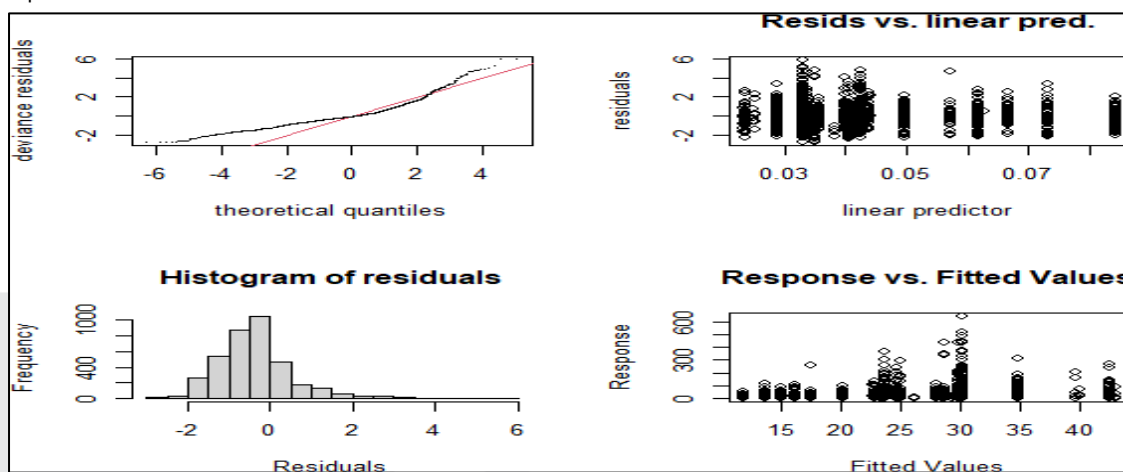 Resids vs. linear pred.
deviance residuals
-2 2 6
-6 -4 -2 0 2 4
theoretical quantiles
residuals
-2 2 6
0.03 0.05 0.07
linear predictor
Histogram of residuals
Frequency
0 400 1000
-2 0 2 4 6
Residuals
Response vs. Fitted Values
Response
0 300 600
15 20 25 30 35 40
Fitted Values